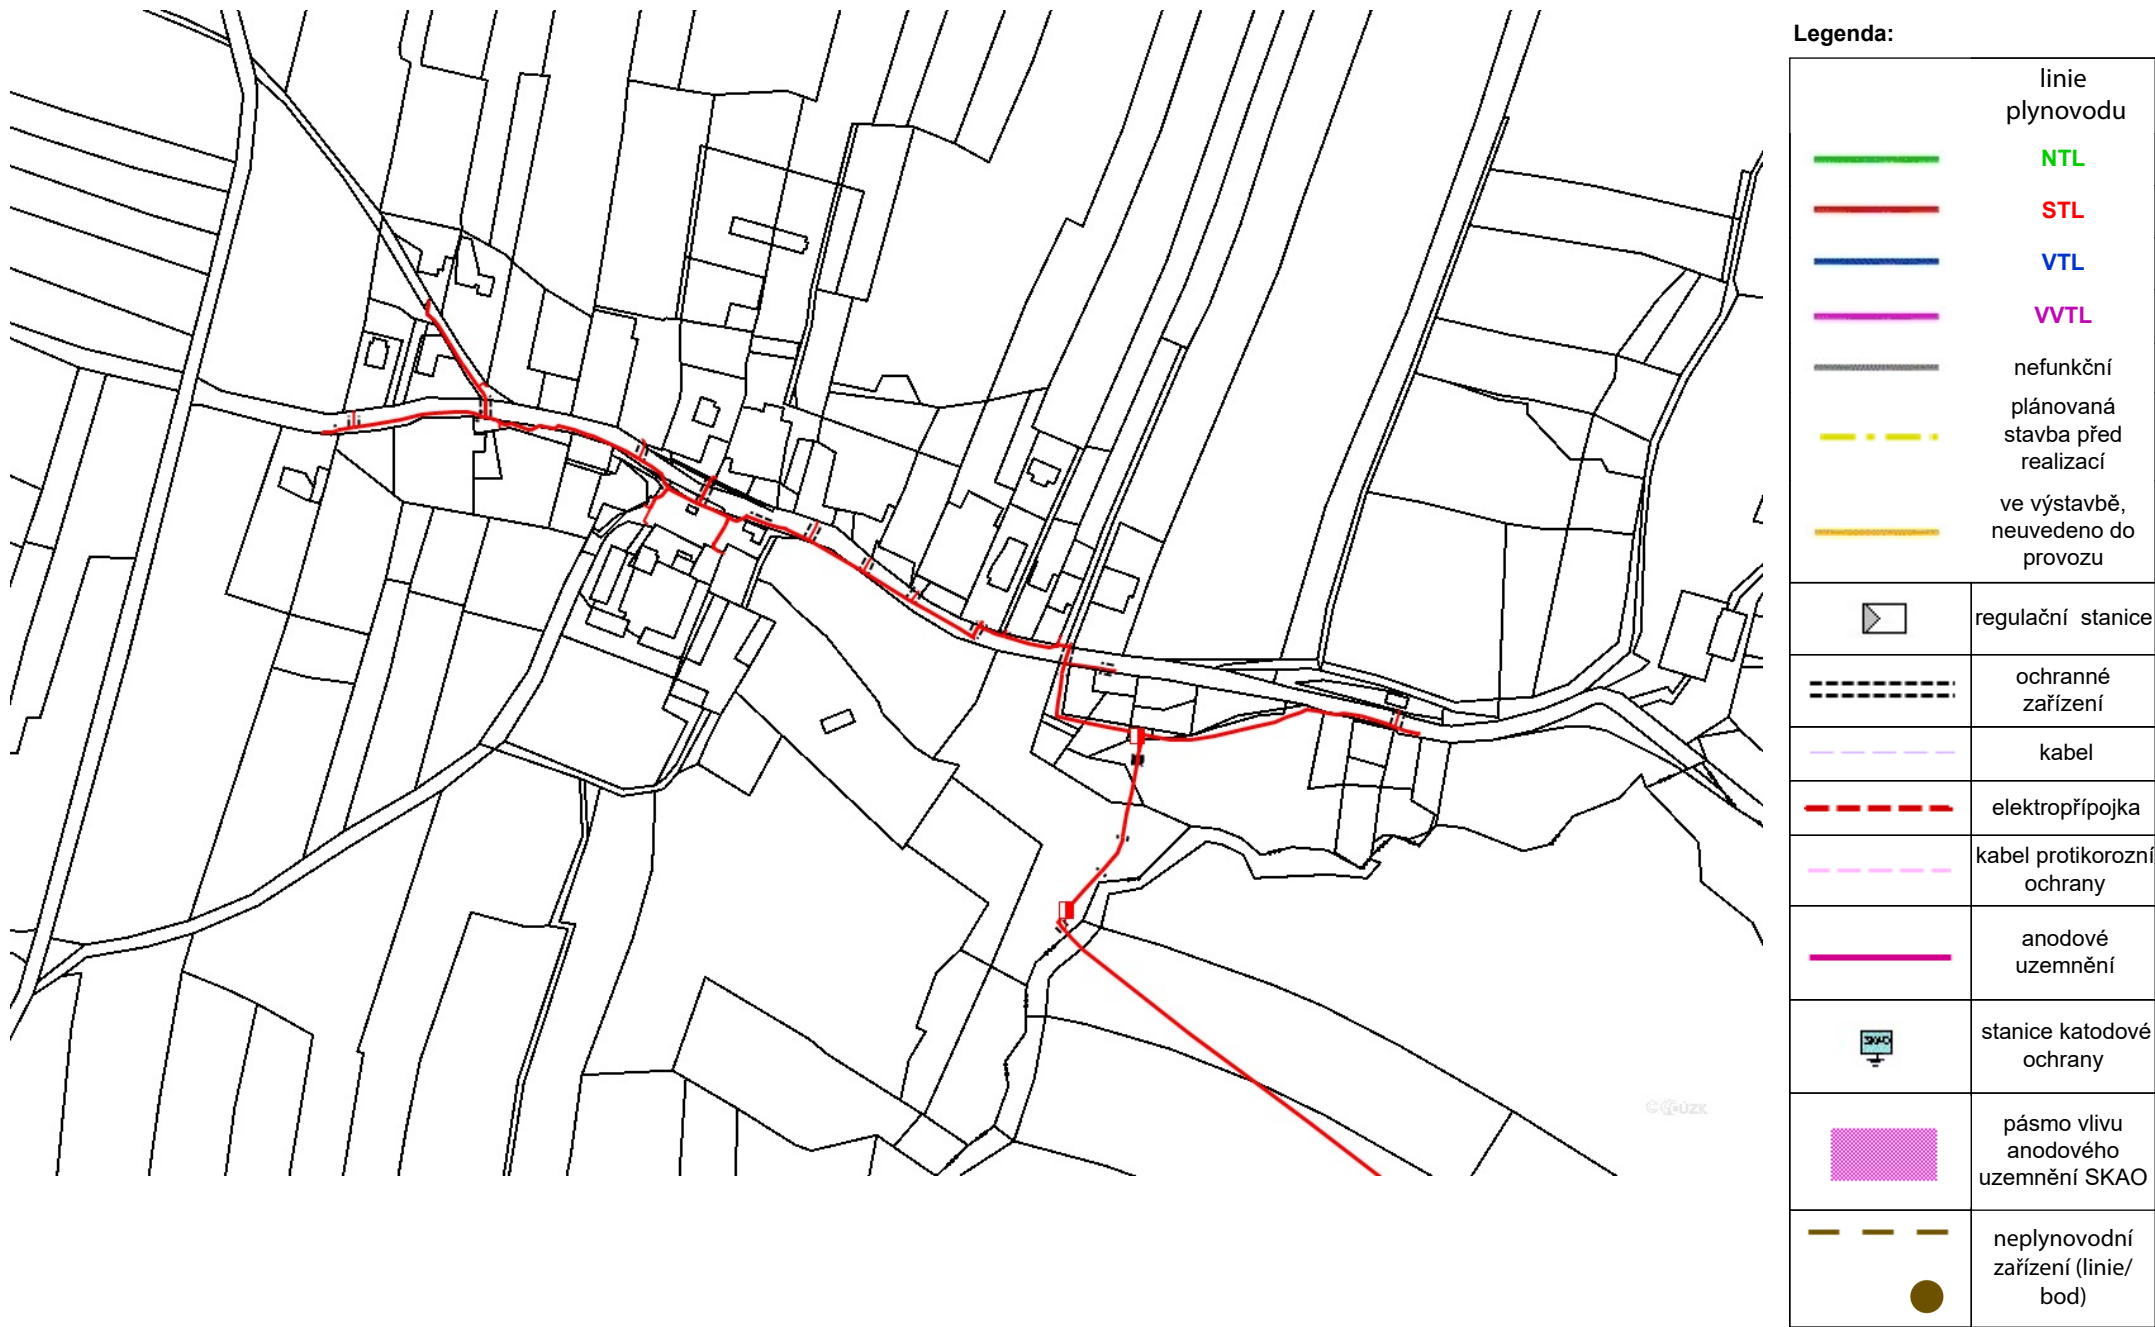 Legenda:
linie
plynovodu
NTL
STL
VTL
VVTL
nefunkční
plánovaná
stavba před
realizací
ve výstavbě,
neuvedeno do
provozu
regulační stanice
ochranné
zařízení
kabel
elektropřípojka
kabel protikorozní
ochrany
anodové
uzemnění
SKAO
stanice katodové
ochrany
© ČÚZK
pásmo vlivu
anodového
uzemnění SKAO
neplynovodní
zařízení (linie/
bod)